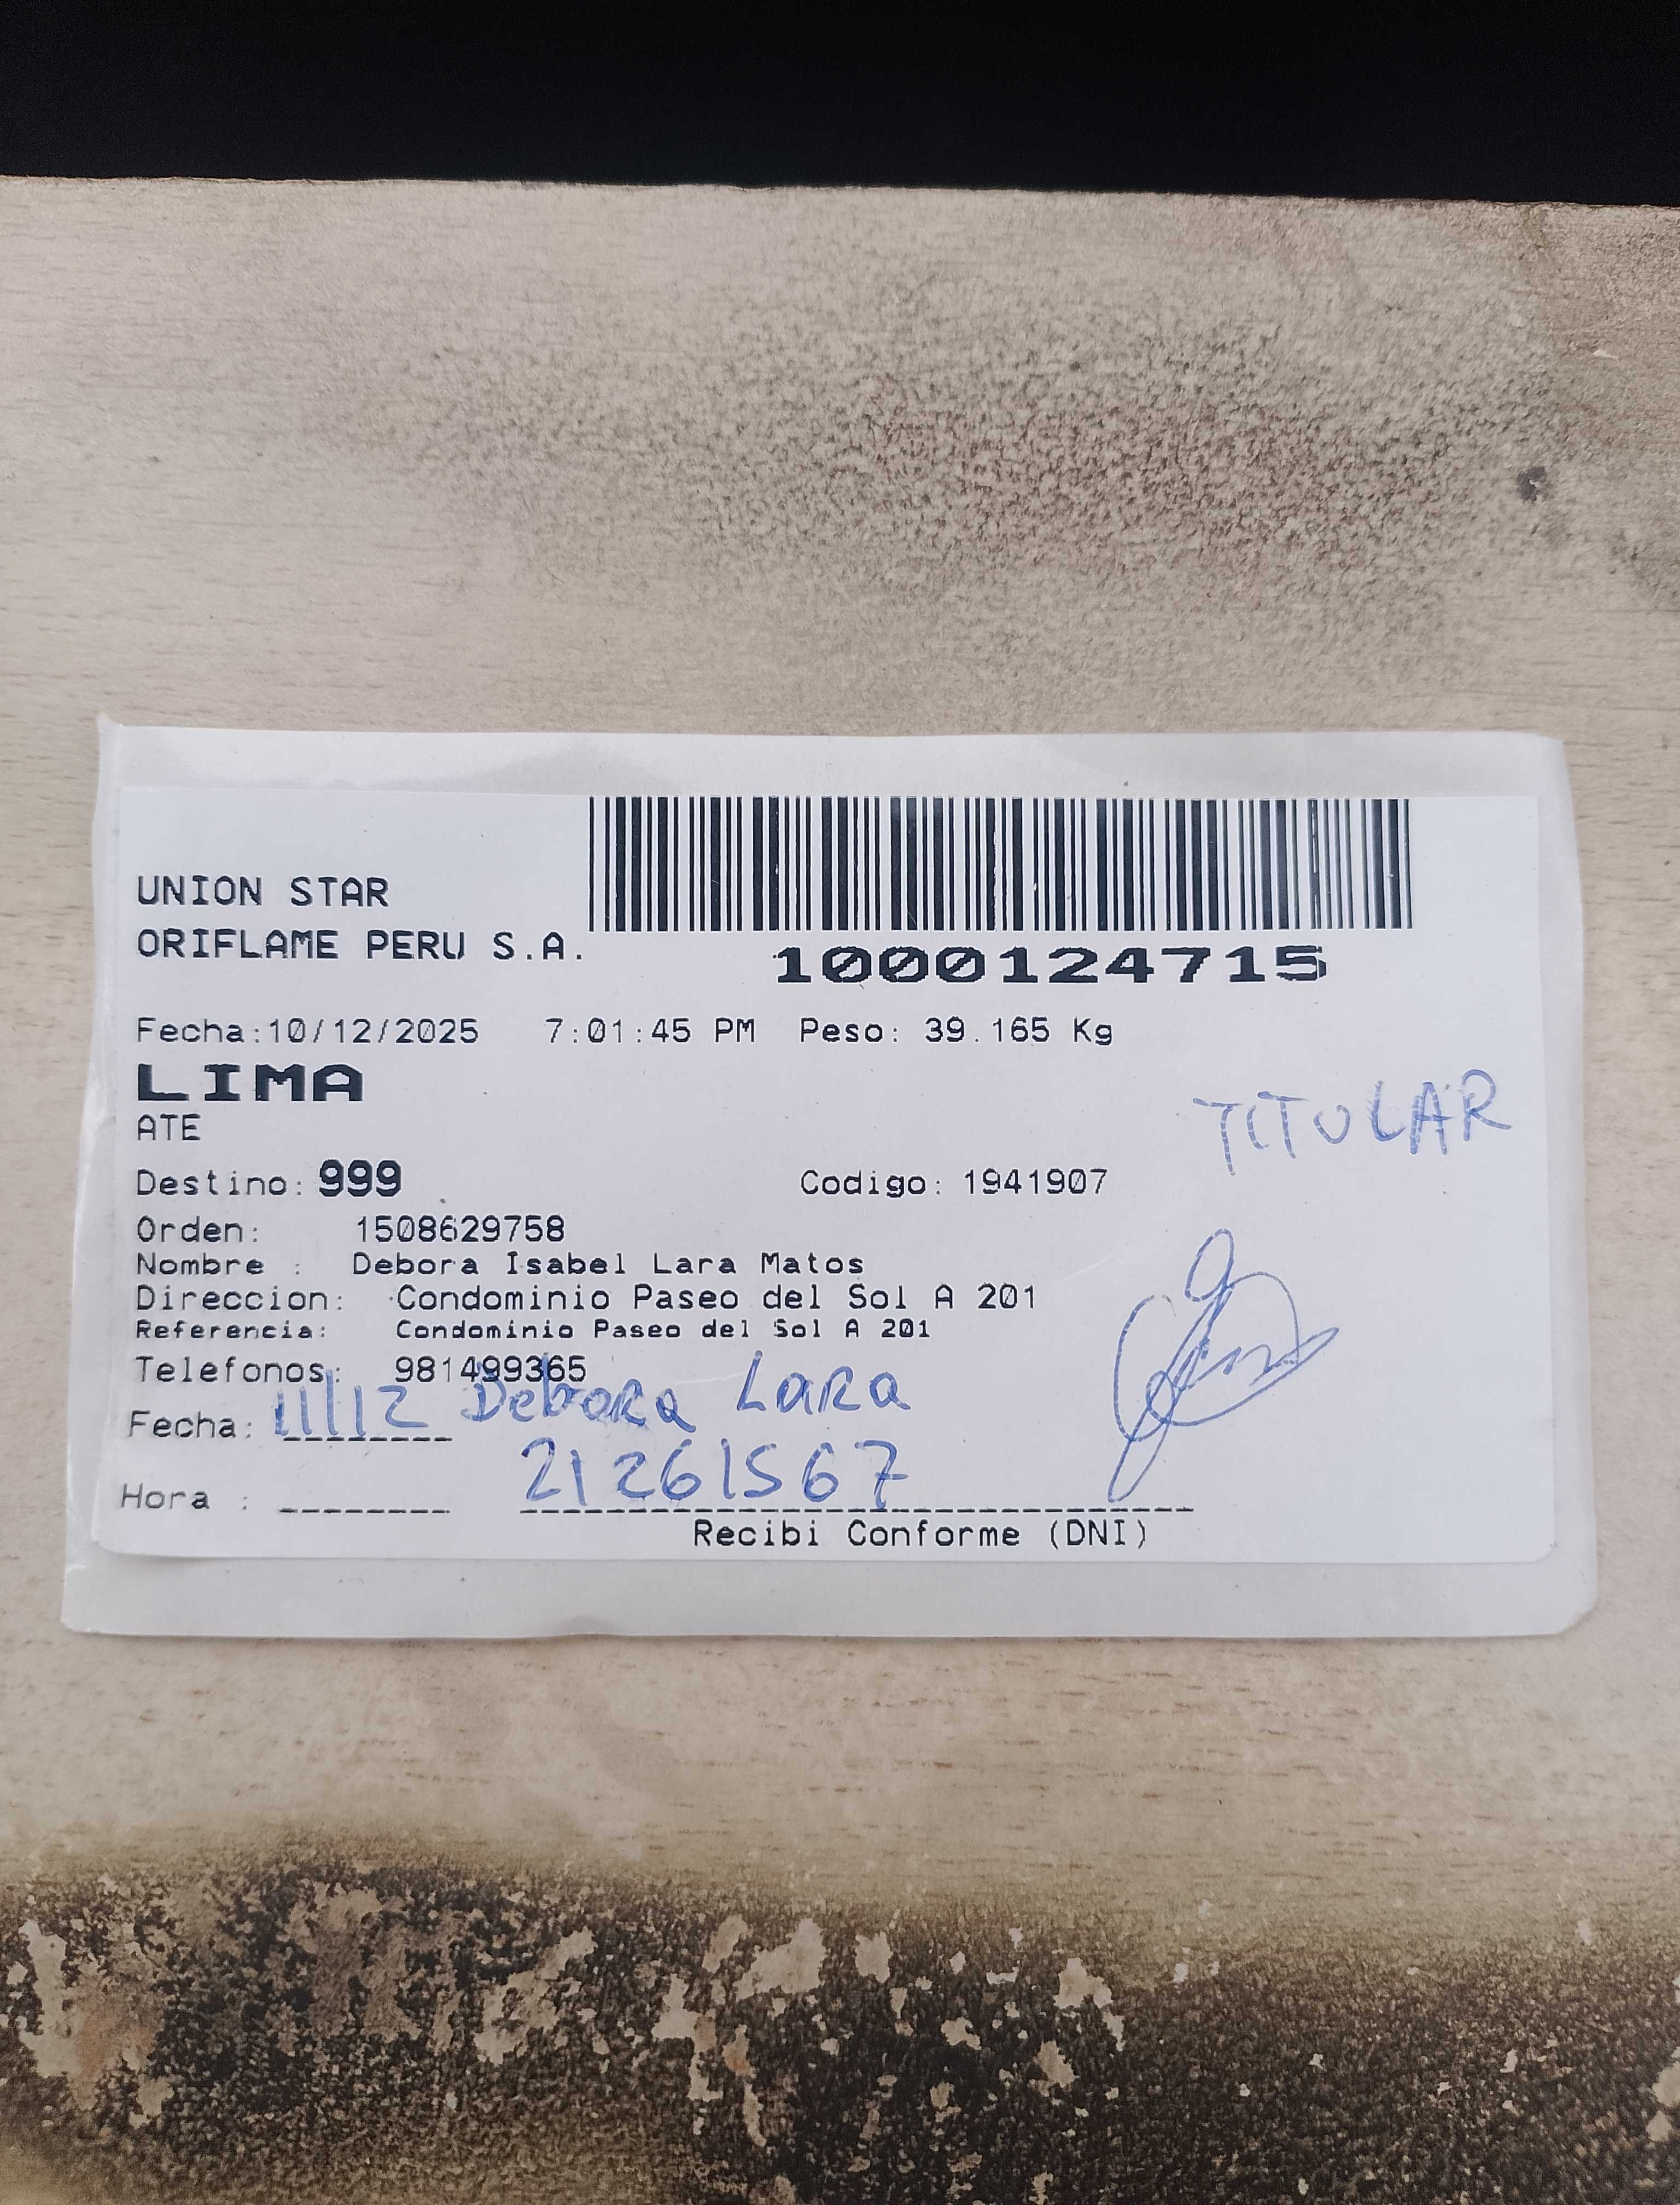 UNION STAR
ORIFLAME PERU S.A.
1000124715
Fecha:10/12/2025 7:01:45 PM Peso: 39.165 Kg
LIMA
ATE
TITULAR
Destino: 999 Codigo: 1941907
Orden: 1508629758
Nombre : Debora Isabel Lara Matos
Direccion: Condominio Paseo del Sol A 201
Referencia: Condominio Paseo del Sol A 201
Telefonos: 981499365
Fecha: 11/12 Debora Lara
Hora : 21261567
Recibi Conforme (DNI)